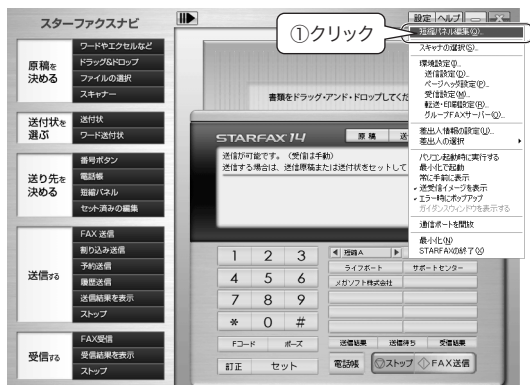 スターファクスナビ
設定
ヘルプ
①クリック
原稿を
決める
ワードやエクセルなど
ドラッグ&ドロップ
ファイルの選択
スキャナー
送付状を
選ぶ
送付状
ワード送付状
送り先を
決める
番号ボタン
電話帳
短縮パネル
セット済みの編集
送信する
FAX 送信
割り込み送信
予約送信
履歴送信
送信結果を表示
ストップ
受信する
FAX受信
受信結果を表示
ストップ
書類をドラッグ・アンド・ドロップしてくだ
STARFAX 14
原 稿
送
送信が可能です。 (受信は手動)
送信する場合は、送信原稿または送付状をセットして
1 2 3
4 5 6
7 8 9
* 0 #
Fコード
ポーズ
訂正
セット
短縮A
ライフボート
サポートセンター
メガソフト株式会社
送信結果
送信待ち
受信結果
電話帳
ストップ
FAX送信
短縮パネル編集(Q)...
スキャナの選択(S)...
環境設定(I)...
送信設定(O)...
ページヘッダ設定(P)...
受信設定(M)...
転送・印刷設定(R)...
グループFAXサーバー(Q)...
差出人情報の設定(U)...
差出人の選択
パソコン起動時に実行する
最小化で起動
常に手前に表示
送受信イメージを表示
エラー時にポップアップ
ガイダンスウィンドウを表示する
通信ポートを開放
最小化(N)
STARFAXの終了(X)